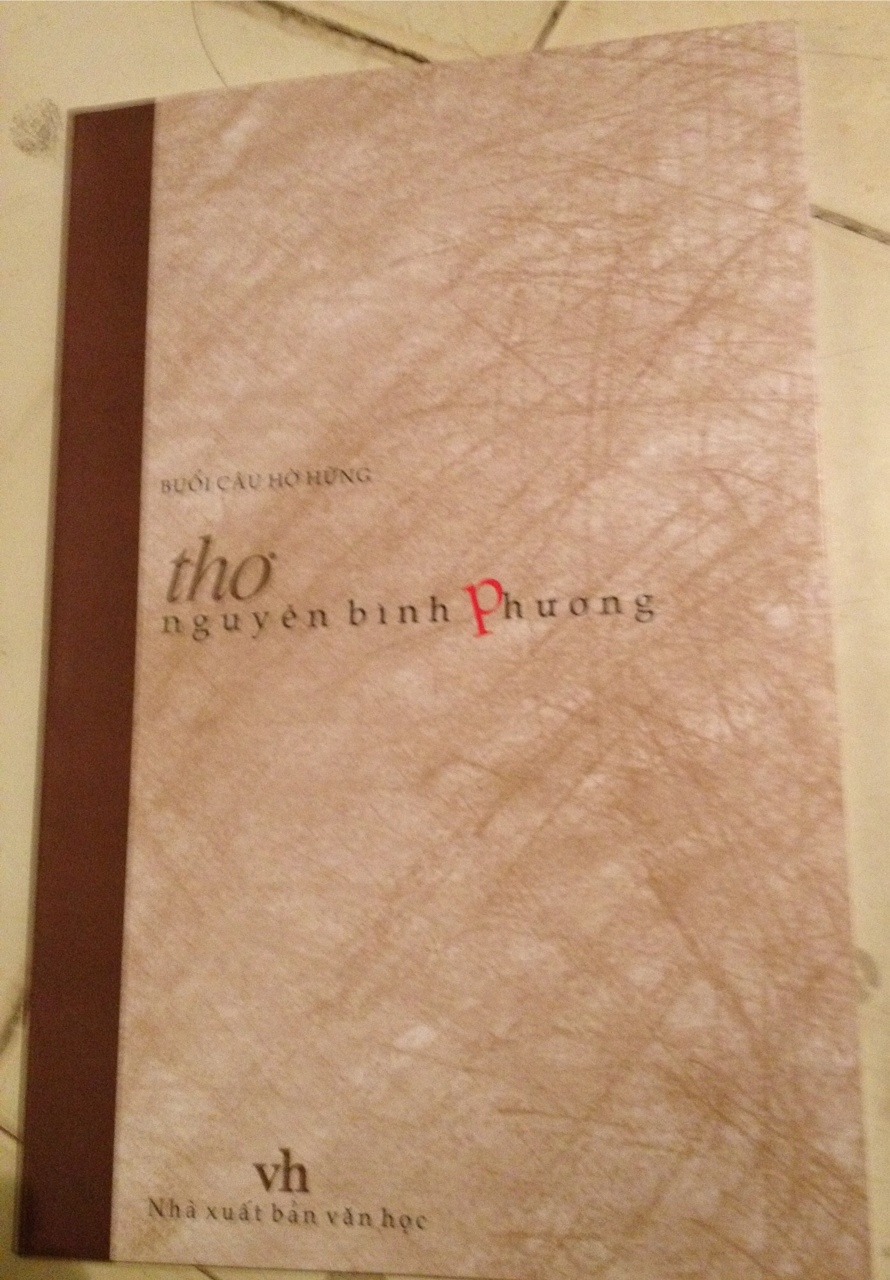 BUỔI CÂU HỜ HỮNG
thơ
nguyễn bình phương
vh
Nhà xuất bản văn học